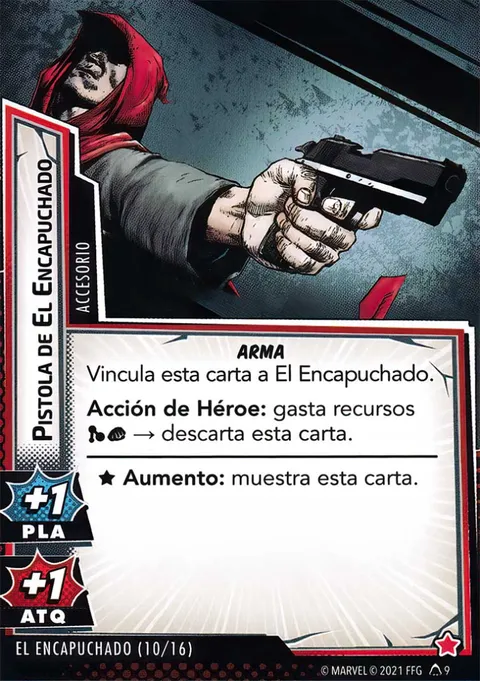 PISTOLA DE EL ENCAPUCHADO
ACCESORIO
ARMA
Vincula esta carta a El Encapuchado.
Acción de Héroe: gasta recursos
→ descarta esta carta.
★ Aumento: muestra esta carta.
+1
PLA
+1
ATQ
EL ENCAPUCHADO (10/16)
© MARVEL © 2021 FFG 9